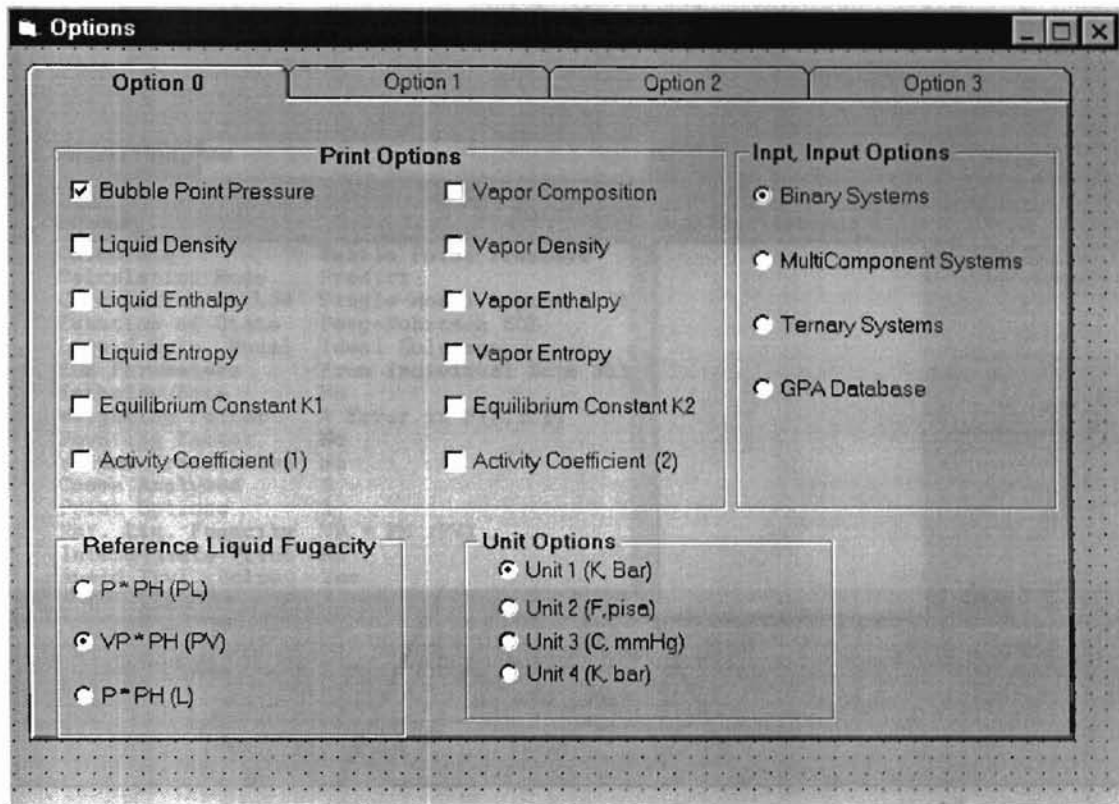 Options
Option 0
Option 1
Option 2
Option 3
Print Options
Bubble Point Pressure
Vapor Composition
Liquid Density
Vapor Density
Liquid Enthalpy
Vapor Enthalpy
Liquid Entropy
Vapor Entropy
Equilibrium Constant K1
Equilibrium Constant K2
Activity Coefficient (1)
Activity Coefficient (2)
Inpt, Input Options
Binary Systems
MultiComponent Systems
Ternary Systems
GPA Database
Reference Liquid Fugacity
P*PH (PL)
VP*PH (PV)
P*PH (L)
Unit Options
Unit 1 (K, Bar)
Unit 2 (F,pisa)
Unit 3 (C, mmHg)
Unit 4 (K, bar)